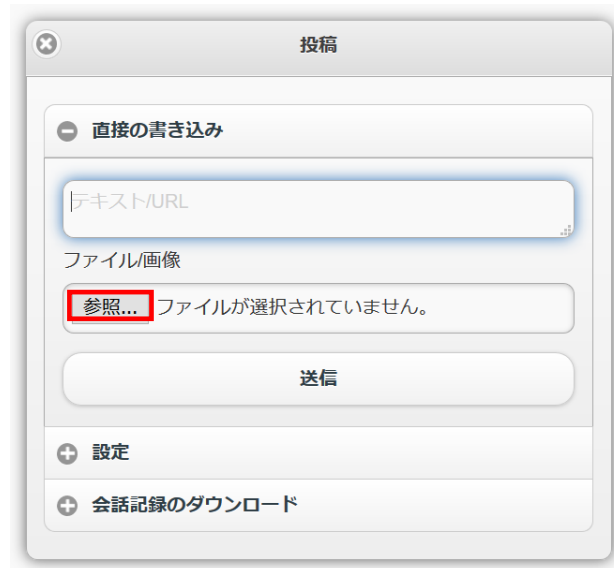 投稿
直接の書き込み
テキスト/URL
ファイル/画像
参照... ファイルが選択されていません。
送信
設定
会話記録のダウンロード